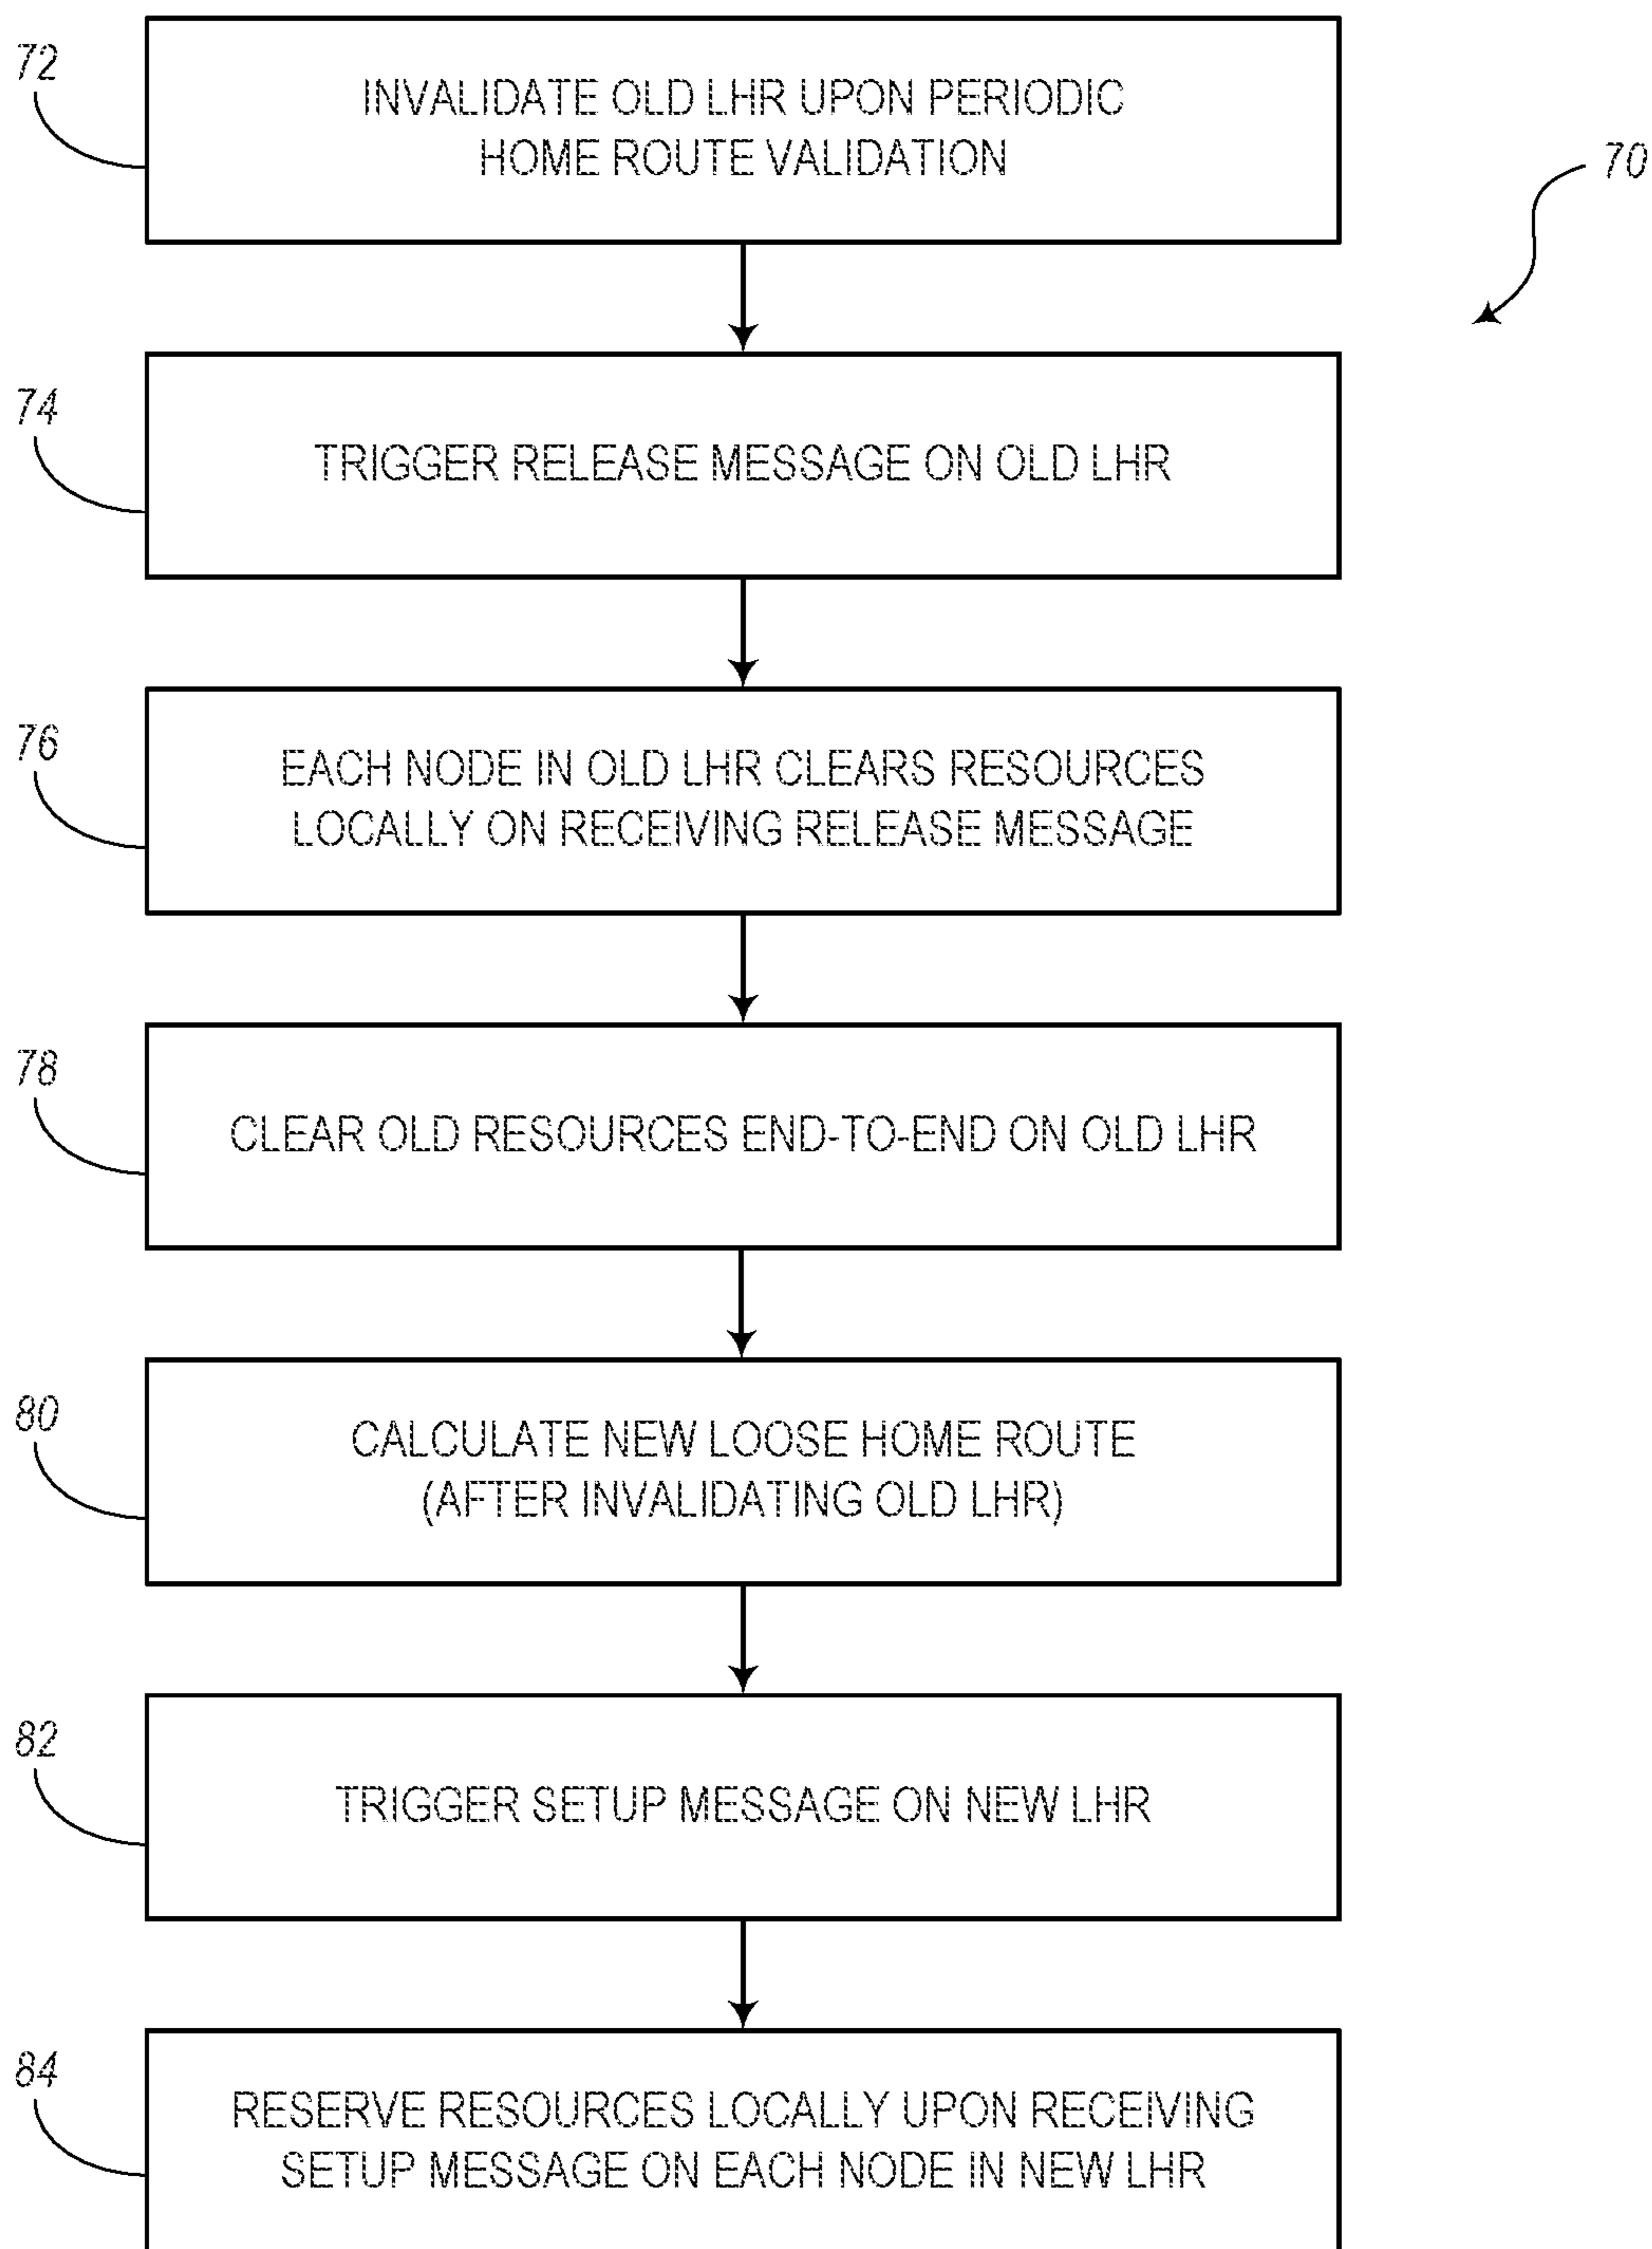 72
INVALIDATE OLD LHR UPON PERIODIC
HOME ROUTE VALIDATION
70
74
TRIGGER RELEASE MESSAGE ON OLD LHR
76
EACH NODE IN OLD LHR CLEARS RESOURCES
LOCALLY ON RECEIVING RELEASE MESSAGE
78
CLEAR OLD RESOURCES END-TO-END ON OLD LHR
80
CALCULATE NEW LOOSE HOME ROUTE
(AFTER INVALIDATING OLD LHR)
82
TRIGGER SETUP MESSAGE ON NEW LHR
84
RESERVE RESOURCES LOCALLY UPON RECEIVING
SETUP MESSAGE ON EACH NODE IN NEW LHR